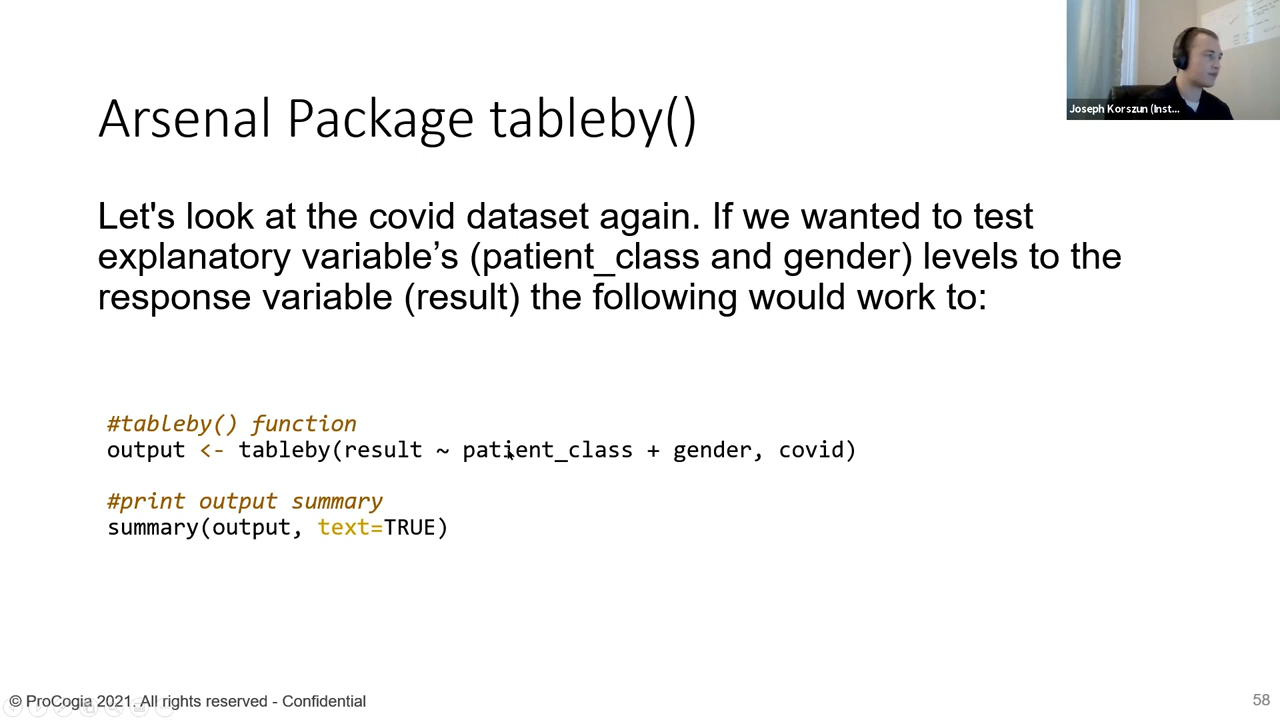 Joseph Korszun (Inst...
Arsenal Package tableby()
Let's look at the covid dataset again. If we wanted to test
explanatory variable’s (patient_class and gender) levels to the
response variable (result) the following would work to:
#tableby() function
output <- tableby(result ~ patient_class + gender, covid)
#print output summary
summary(output, text=TRUE)
© ProCogia 2021. All rights reserved - Confidential
58